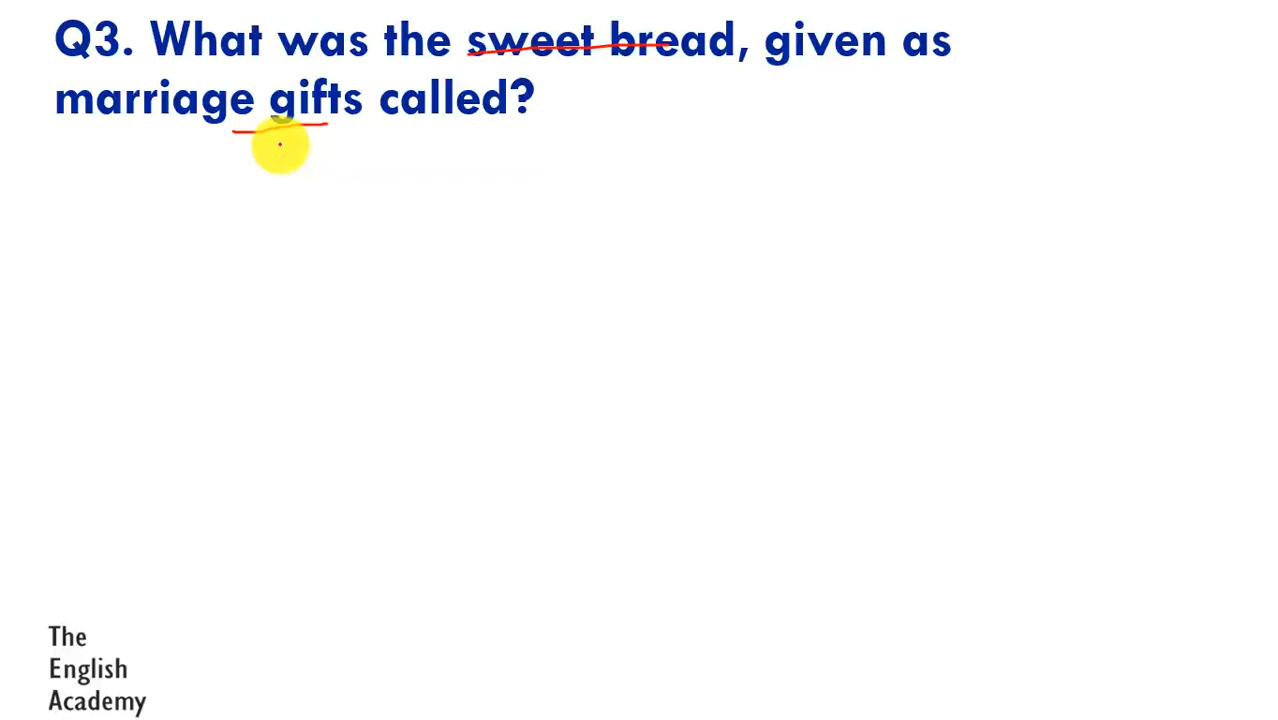 Q3. What was the sweet bread, given as
marriage gifts called?
The
English
Academy